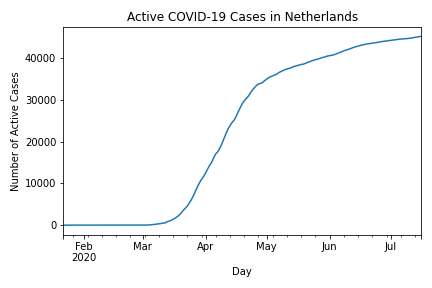 Active COVID-19 Cases in Netherlands
Number of Active Cases
40000
30000
20000
10000
0
Feb
2020
Mar
Apr
May
Jun
Jul
Day